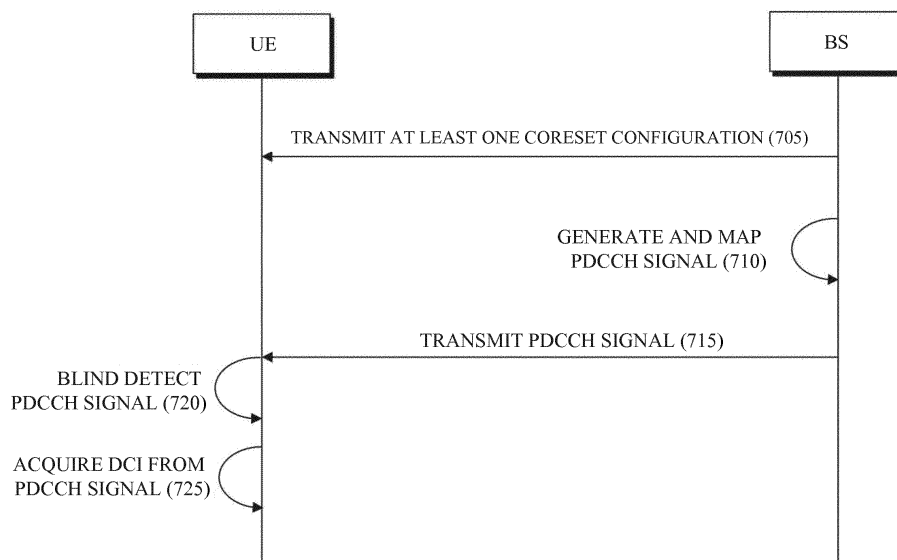 UE
BS
TRANSMIT AT LEAST ONE CORESET CONFIGURATION (705)
GENERATE AND MAP
PDCCH SIGNAL (710)
TRANSMIT PDCCH SIGNAL (715)
BLIND DETECT
PDCCH SIGNAL (720)
ACQUIRE DCI FROM
PDCCH SIGNAL (725)